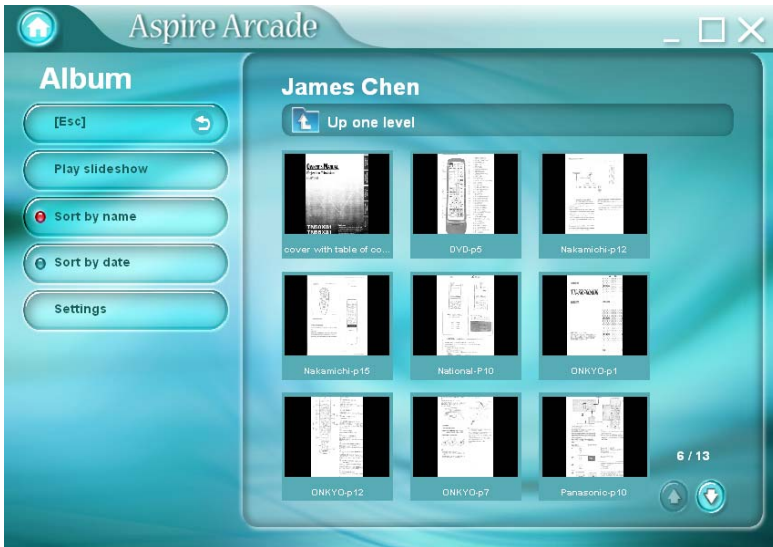 Aspire Arcade
Album
[Esc]
Play slideshow
Sort by name
Sort by date
Settings
James Chen
Up one level
OWNER'S MANUAL
cover with table of co...
DVD-p5
Nakamichi-p12
Nakamichi-p15
National-P10
ONKYO-p1
ONKYO-p12
ONKYO-p7
Panasonic-p10
6 / 13